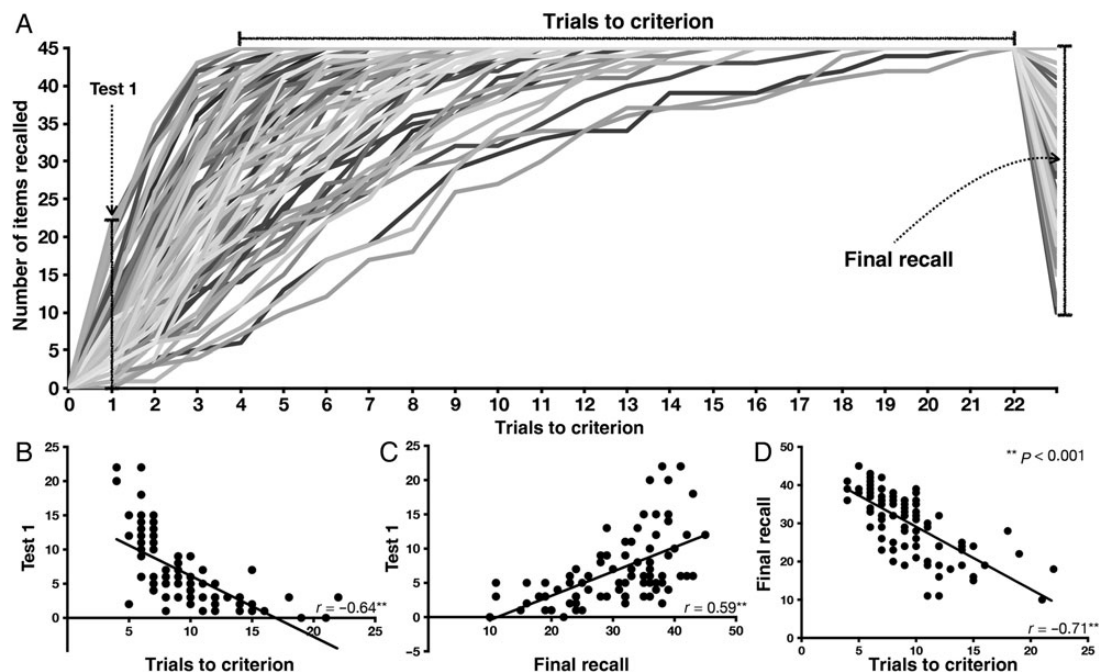 A
Trials to criterion
45
40
35
30
25
20
15
10
5
0
Number of items recalled
Test 1
Final recall
0 1 2 3 4 5 6 7 8 9 10 11 12 13 14 15 16 17 18 19 20 21 22
Trials to criterion
B
25
20
15
10
5
0
-5
Test 1
5 10 15 20 25
r = −0.64**
Trials to criterion
C
25
20
15
10
5
0
−5
Test 1
10 20 30 40 50
r = 0.59**
Final recall
D
50
40
30
20
10
0
Final recall
** P < 0.001
0 5 10 15 20 25
r = −0.71**
Trials to criterion